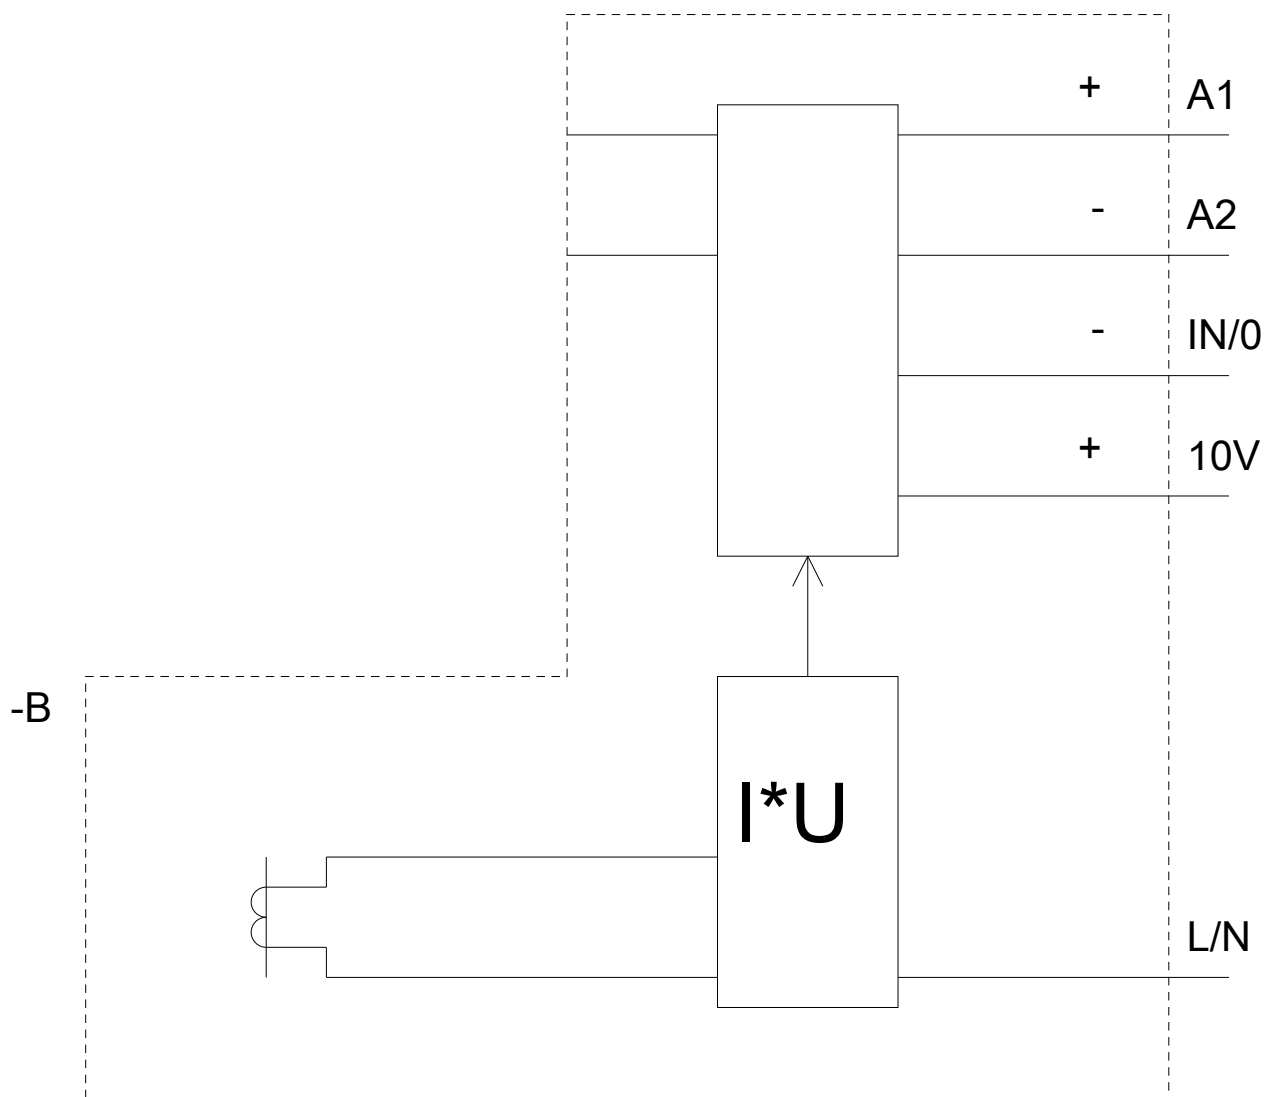 + A1
- A2
- IN/0
+ 10V
-B
I*U
L/N